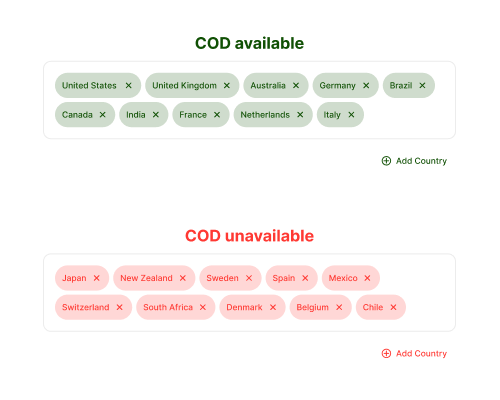 COD available
United States × United Kingdom × Australia × Germany × Brazil ×
Canada × India × France × Netherlands × Italy ×
Add Country
COD unavailable
Japan × New Zealand × Sweden × Spain × Mexico ×
Switzerland × South Africa × Denmark × Belgium × Chile ×
Add Country